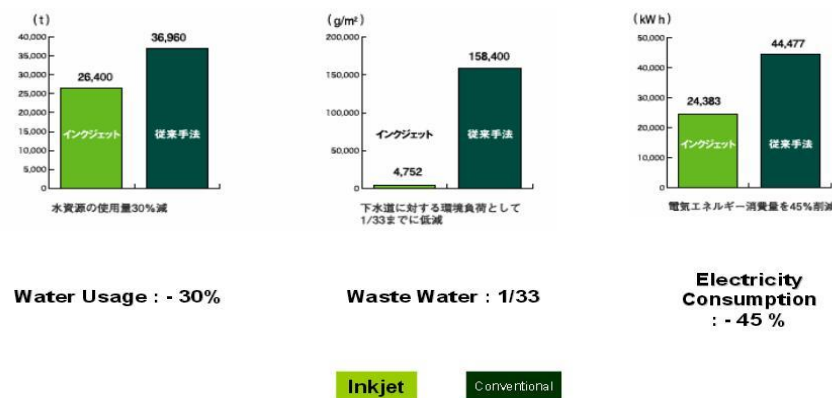 (t)
40,000
35,000
30,000
25,000
20,000
15,000
10,000
5,000
0
26,400
36,960
インクジェット
従来手法
水資源の使用量30%減
(g/m²)
200,000
150,000
100,000
50,000
0
4,752
158,400
インクジェット
従来手法
下水道に対する環境負荷として
1/33までに低減
(kWh)
50,000
40,000
30,000
20,000
10,000
0
24,383
44,477
インクジェット
従来手法
電気エネルギー消費量を45%削減
Water Usage : - 30%
Waste Water : 1/33
Electricity
Consumption
: - 45 %
Inkjet
Conventional